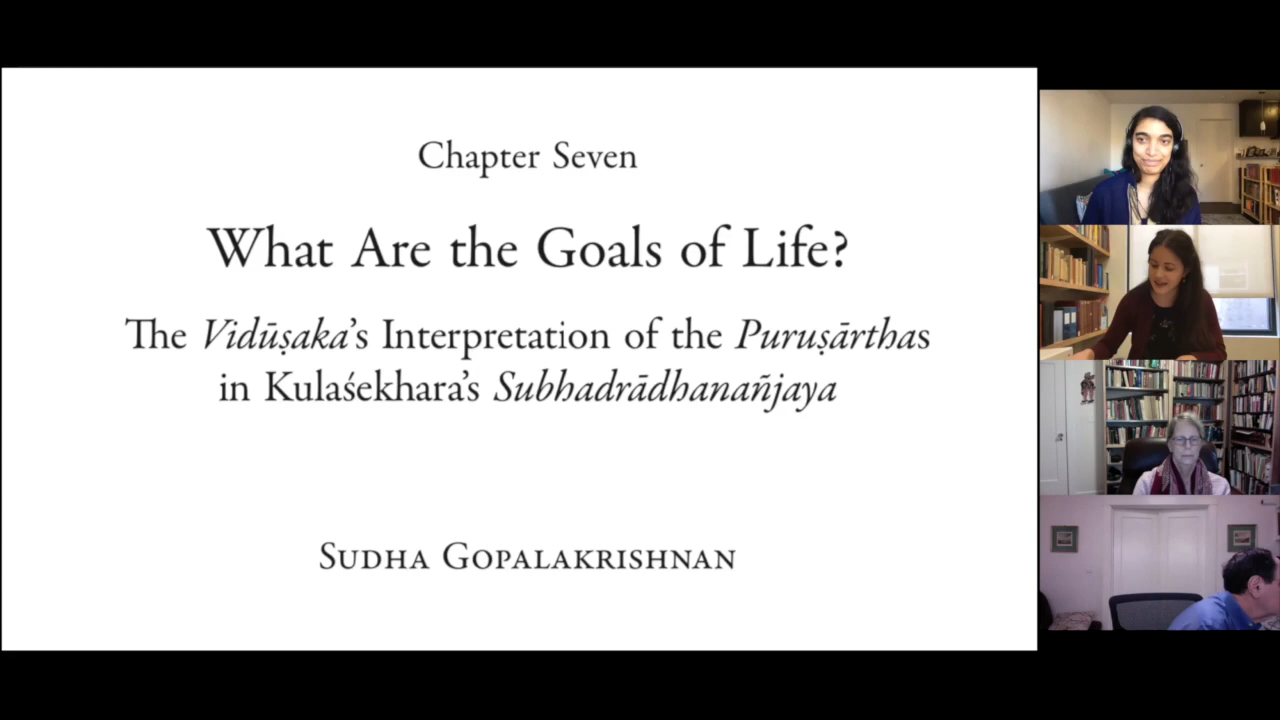 Chapter Seven
What Are the Goals of Life?
The Vidūṣaka’s Interpretation of the Puruṣārthas
in Kulaśekhara’s Subhadrādhanañjaya
Sudha Gopalakrishnan